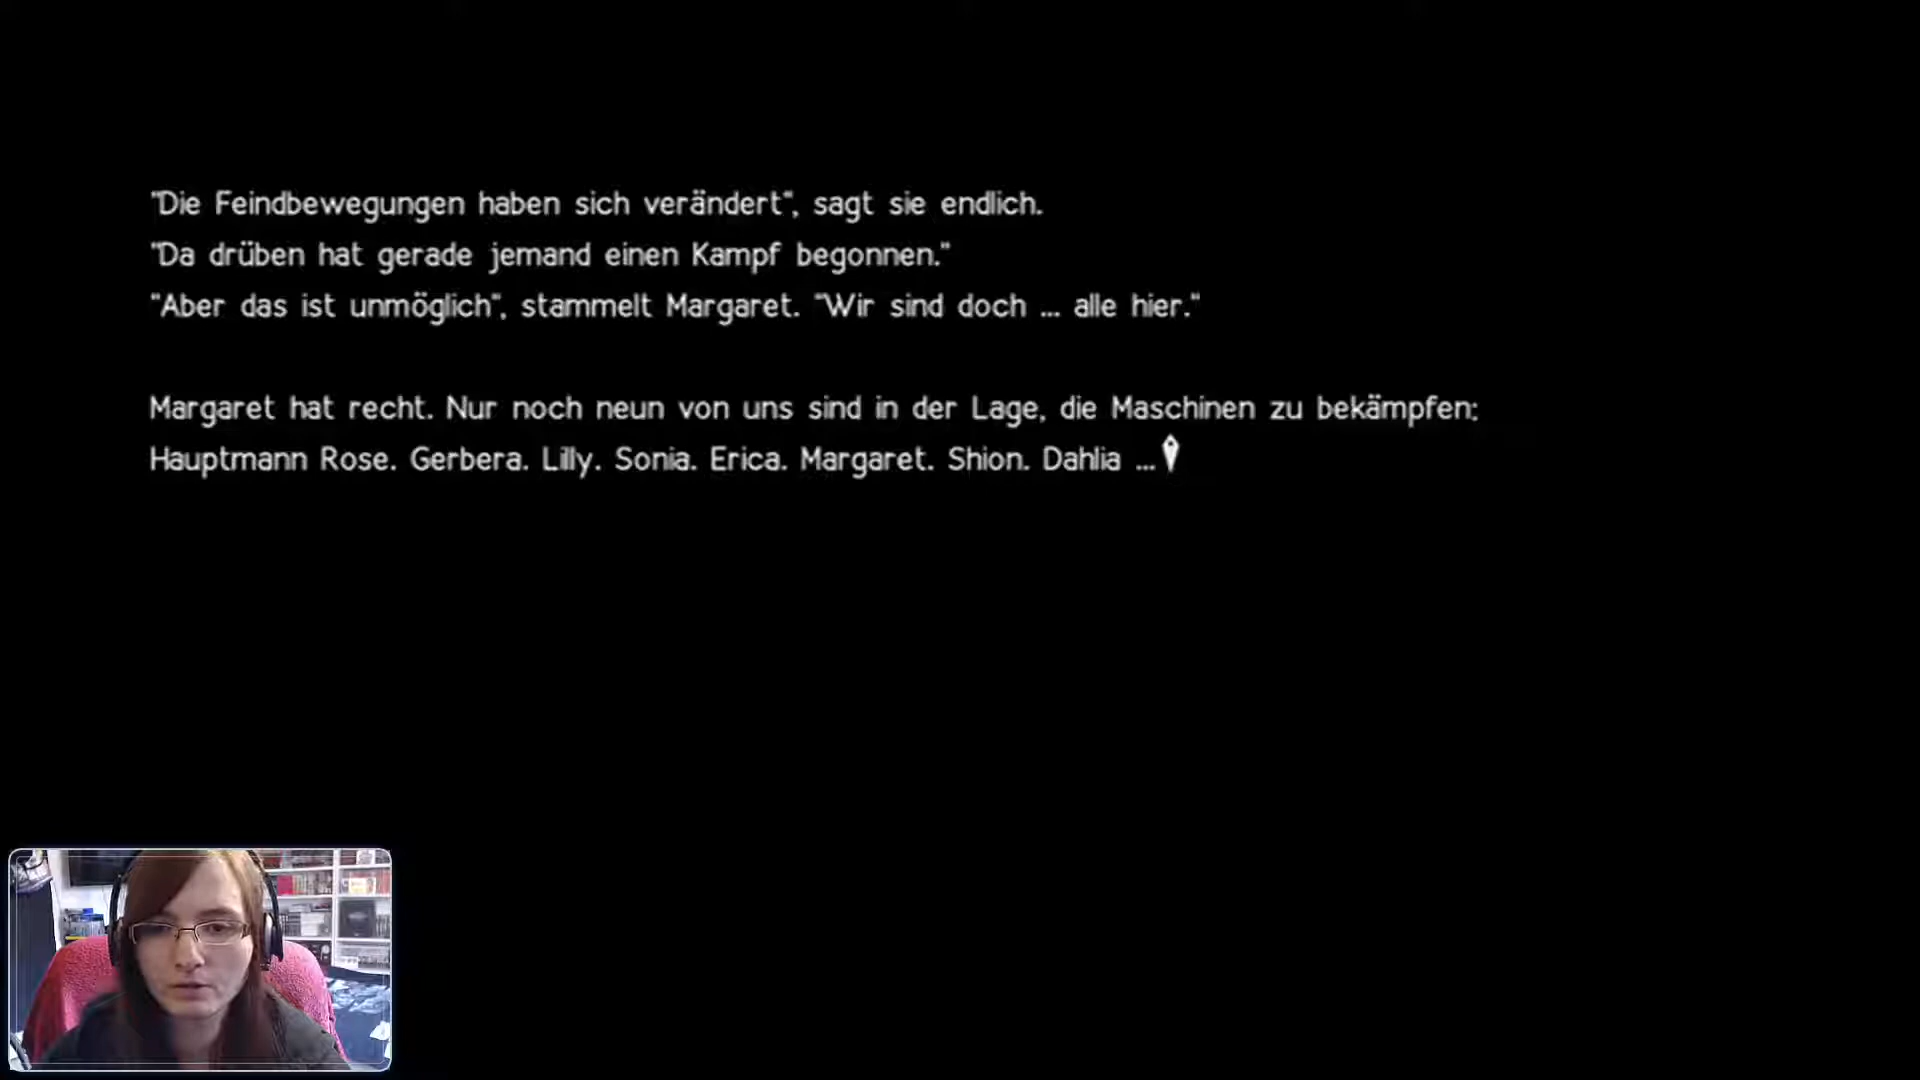 "Die Feindbewegungen haben sich verändert", sagt sie endlich.
"Da drüben hat gerade jemand einen Kampf begonnen."
"Aber das ist unmöglich", stammelt Margaret. "Wir sind doch ... alle hier."
Margaret hat recht. Nur noch neun von uns sind in der Lage, die Maschinen zu bekämpfen:
Hauptmann Rose. Gerbera. Lilly. Sonia. Erica. Margaret. Shion. Dahlia ...